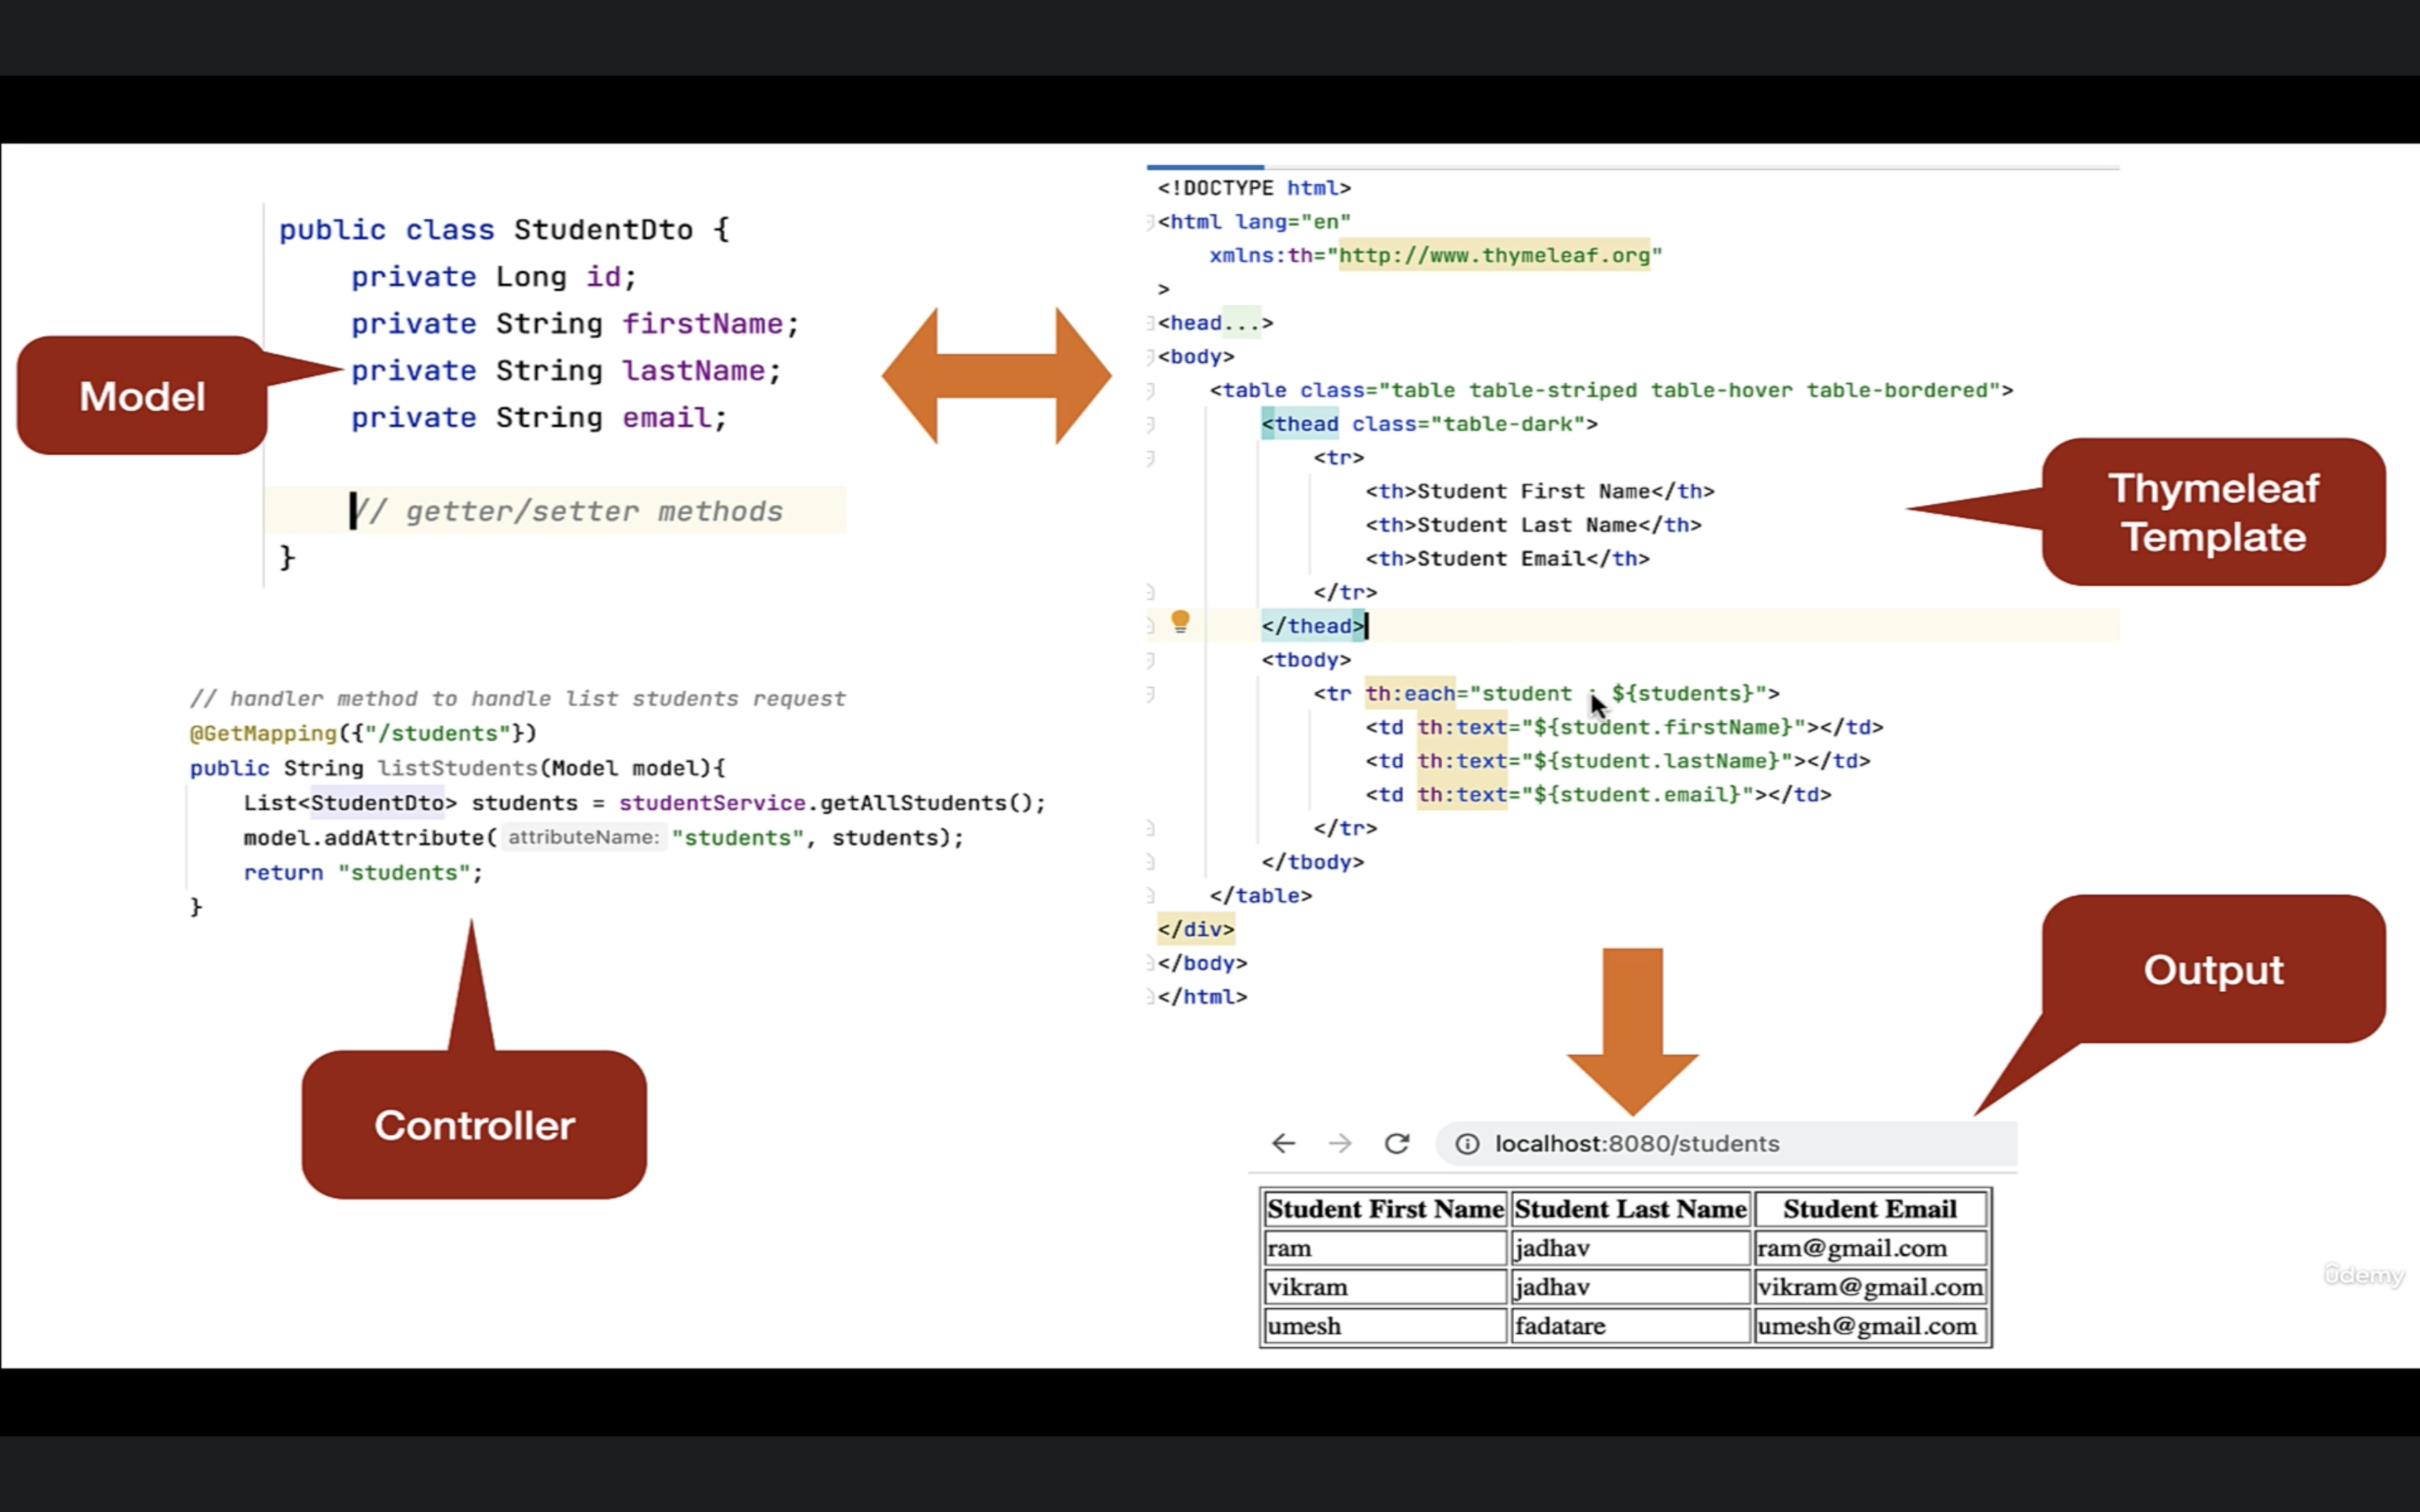 public class StudentDto {
private Long id;
private String firstName;
private String lastName;
private String email;
// getter/setter methods
}
Model
// handler method to handle list students request
@GetMapping({"/students"})
public String listStudents(Model model){
List<StudentDto> students = studentService.getAllStudents();
model.addAttribute( attributeName: "students", students);
return "students";
}
Controller
<!DOCTYPE html>
<html lang="en"
xmlns:th="http://www.thymeleaf.org"
>
<head...>
<body>
<table class="table table-striped table-hover table-bordered">
<thead class="table-dark">
<tr>
<th>Student First Name</th>
<th>Student Last Name</th>
<th>Student Email</th>
</tr>
</thead>
<tbody>
<tr th:each="student : ${students}">
<td th:text="${student.firstName}"></td>
<td th:text="${student.lastName}"></td>
<td th:text="${student.email}"></td>
</tr>
</tbody>
</table>
</div>
</body>
</html>
Thymeleaf
Template
Output
localhost:8080/students
Student First Name Student Last Name Student Email
ram jadhav ram@gmail.com
vikram jadhav vikram@gmail.com
umesh fadatare umesh@gmail.com
ûdemy